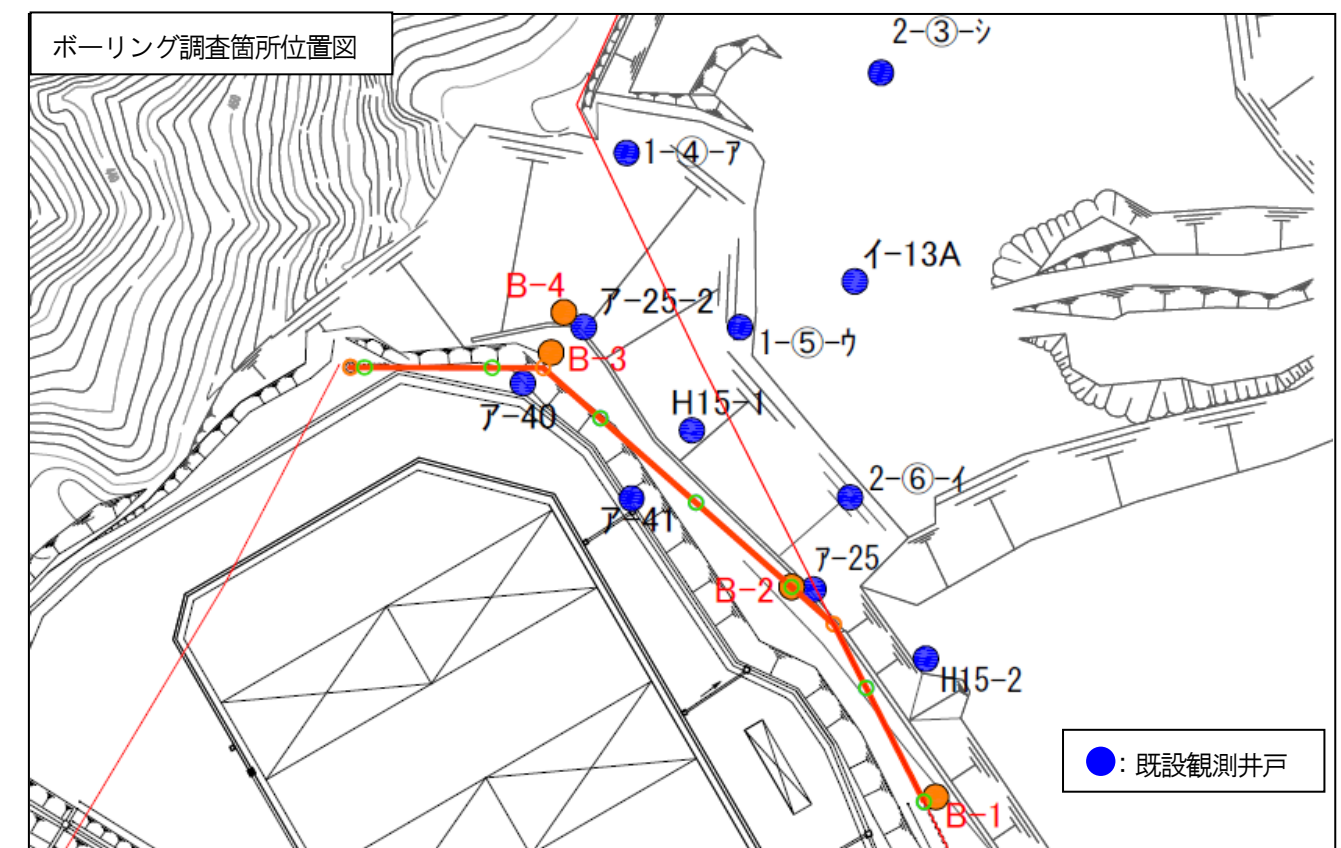 ボーリング調査箇所位置図
2-③-ｼ
1-④-ｱ
ｲ-13A
B-4
ｱ-25-2
1-⑤-ｳ
B-3
ｱ-40
H15-1
2-⑥-ｲ
ｱ-41
ｱ-25
B-2
H15-2
●：既設観測井戸
B-1